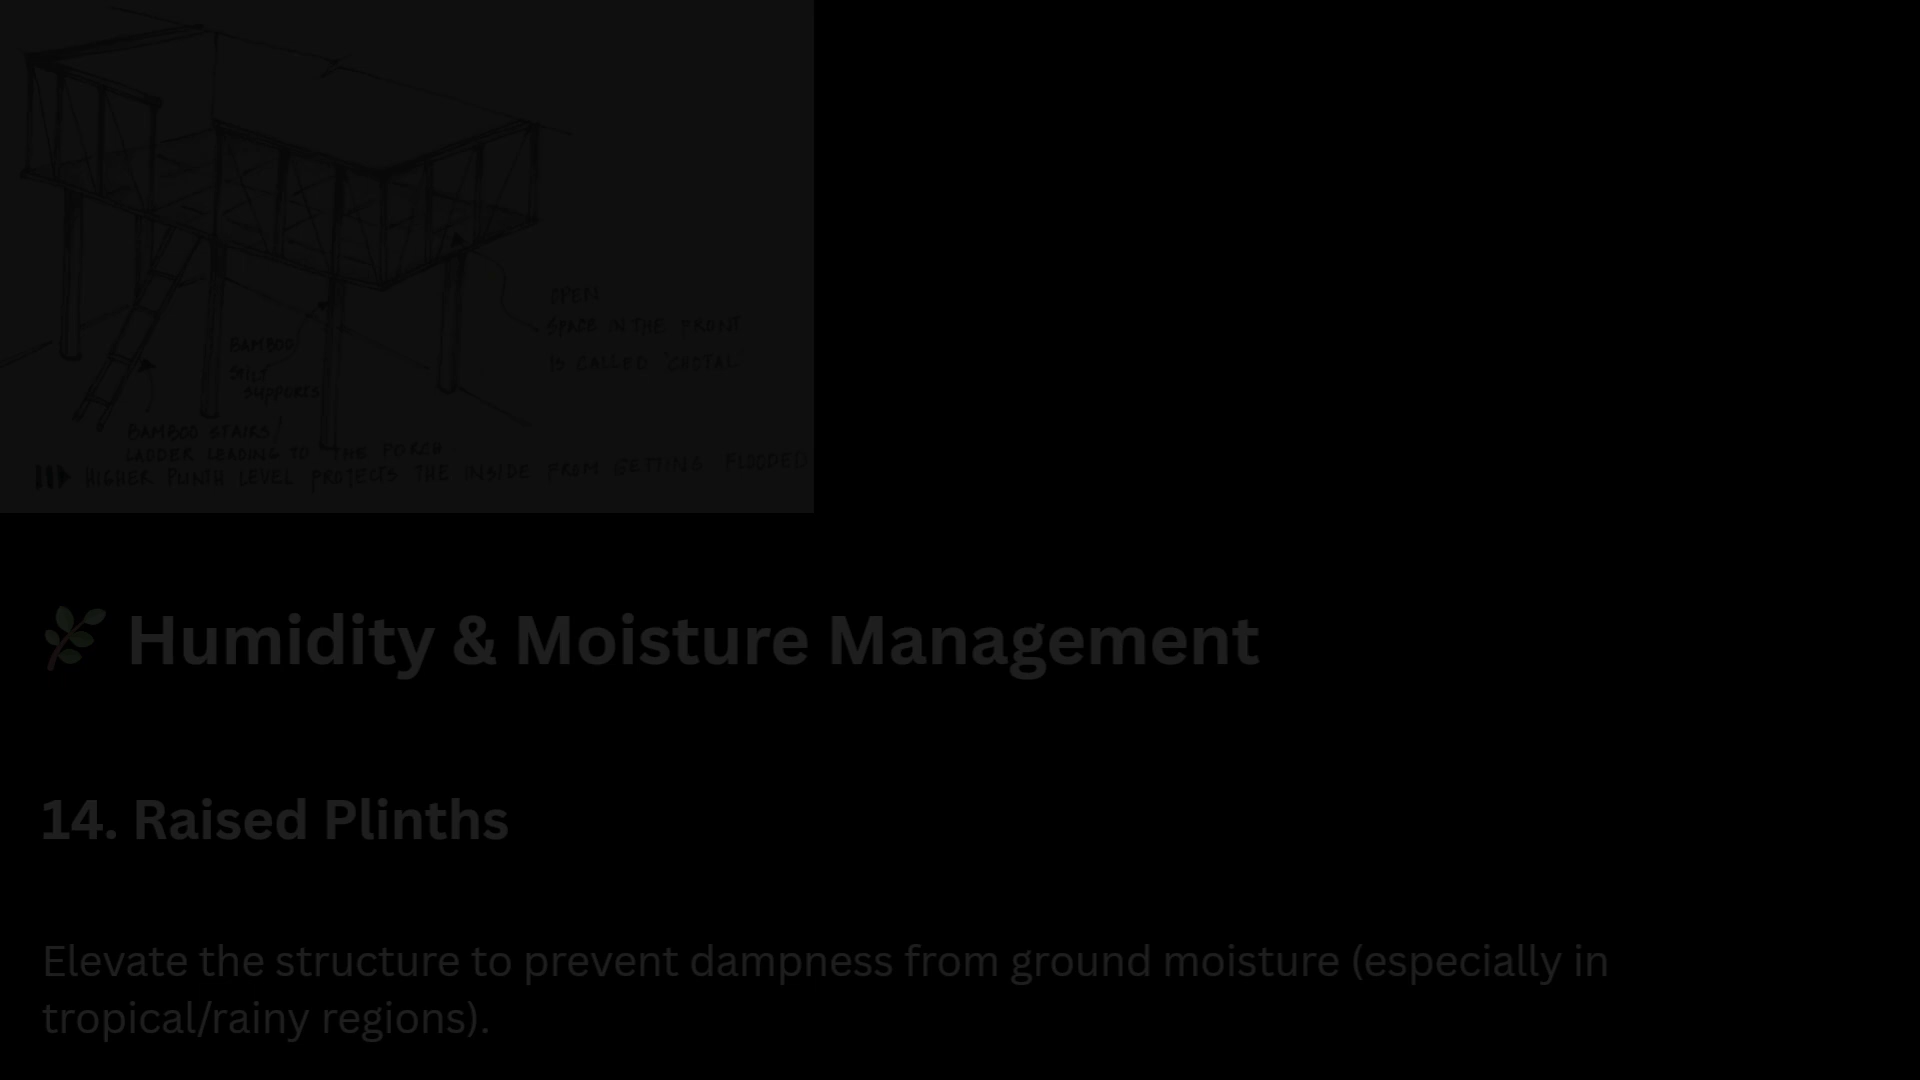 OPEN
SPACE IN THE FRONT
IS CALLED 'CHOTAL'
BAMBOO
STILT
SUPPORTS
BAMBOO STAIRS/
LADDER LEADING TO THE PORCH
HIGHER PLINTH LEVEL PROTECTS THE INSIDE FROM GETTING FLOODED
Humidity & Moisture Management
14. Raised Plinths
Elevate the structure to prevent dampness from ground moisture (especially in
tropical/rainy regions).